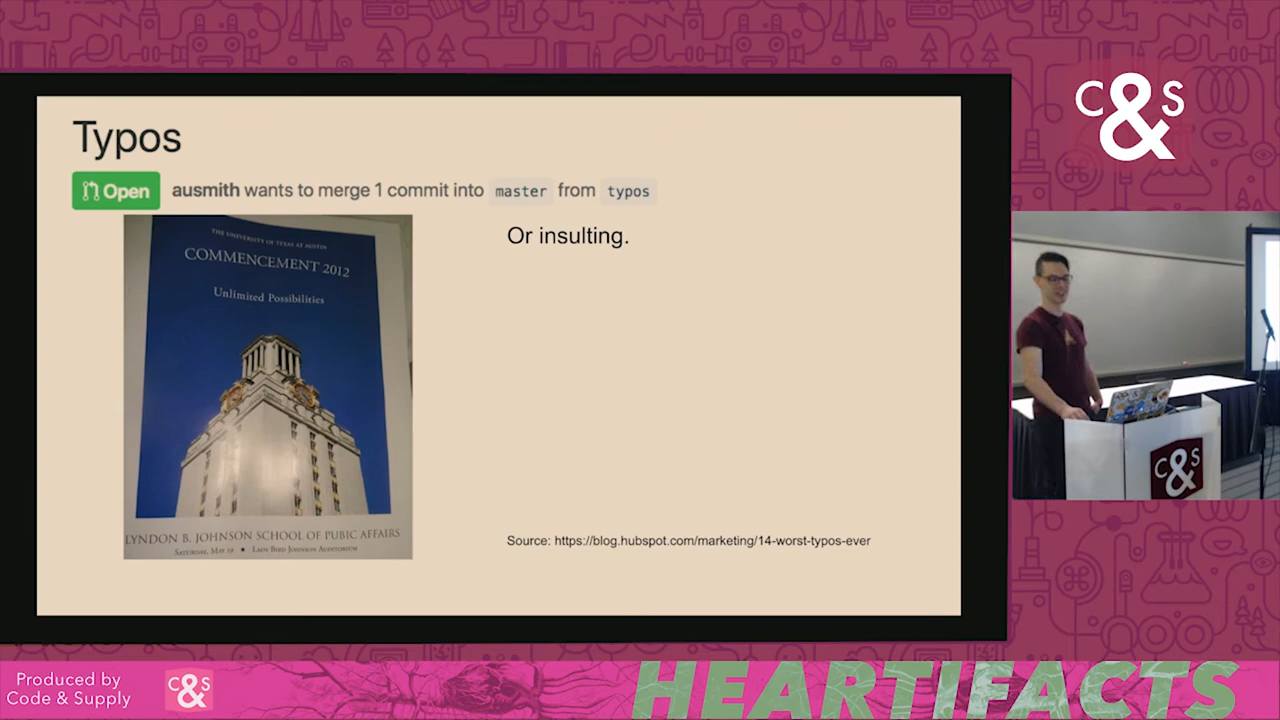 Typos
Open ausmith wants to merge 1 commit into master from typos
THE UNIVERSITY OF TEXAS AT AUSTIN
COMMENCEMENT 2012
Unlimited Possibilities
LYNDON B. JOHNSON SCHOOL OF PUBIC AFFAIRS
SATURDAY, MAY 19 • LADY BIRD JOHNSON AUDITORIUM
Or insulting.
Source: https://blog.hubspot.com/marketing/14-worst-typos-ever
C&S
C&S
Produced by
Code & Supply
C&S
HEARTIFACTS